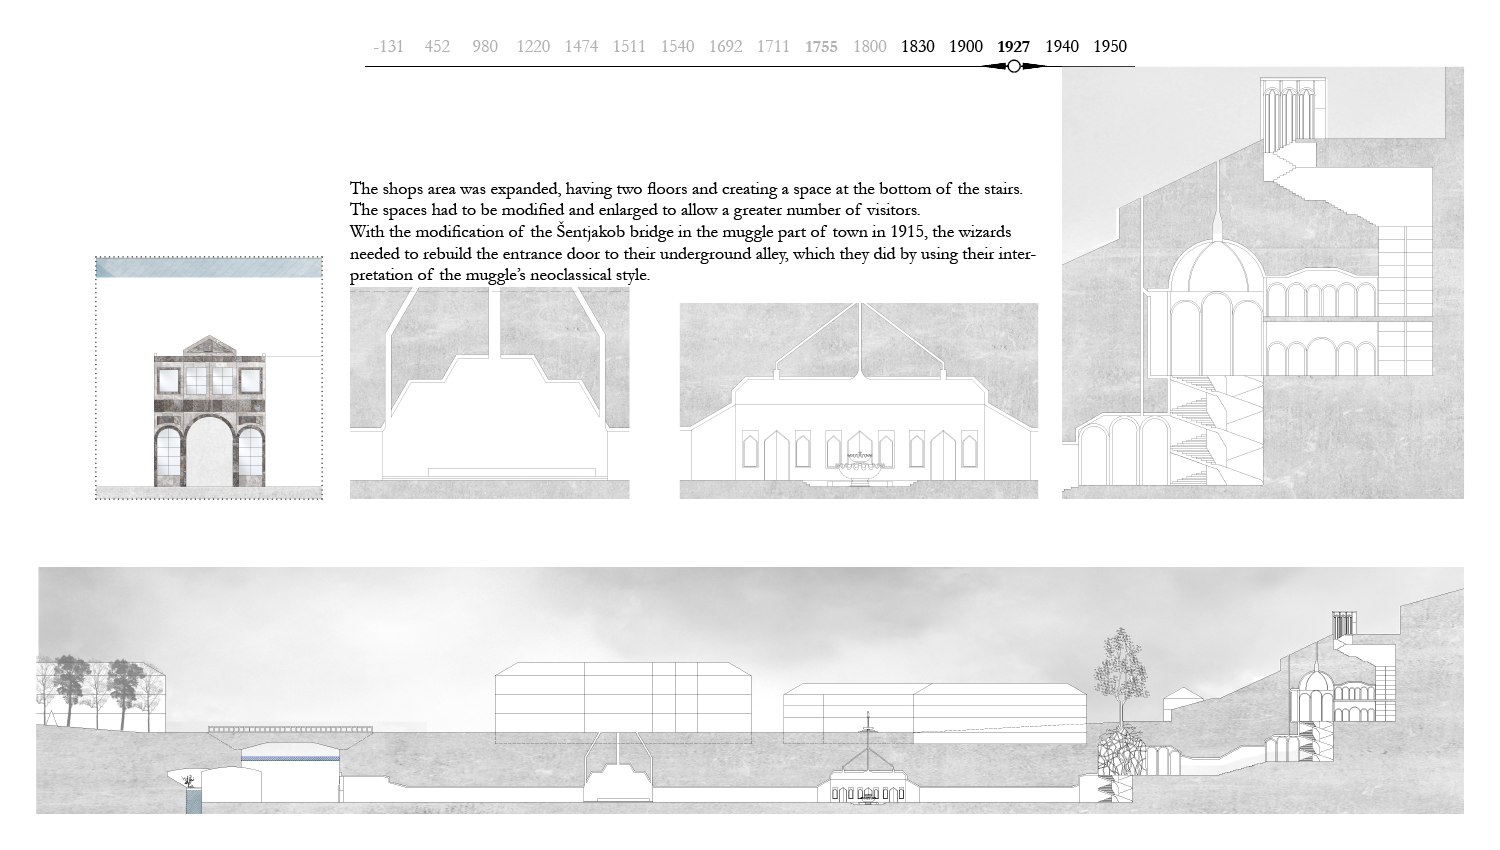 -131 452 980 1220 1474 1511 1540 1692 1711 1755 1800 1830 1900 1927 1940 1950
The shops area was expanded, having two floors and creating a space at the bottom of the stairs.
The spaces had to be modified and enlarged to allow a greater number of visitors.
With the modification of the Šentjakob bridge in the muggle part of town in 1915, the wizards
needed to rebuild the entrance door to their underground alley, which they did by using their inter-
pretation of the muggle's neoclassical style.